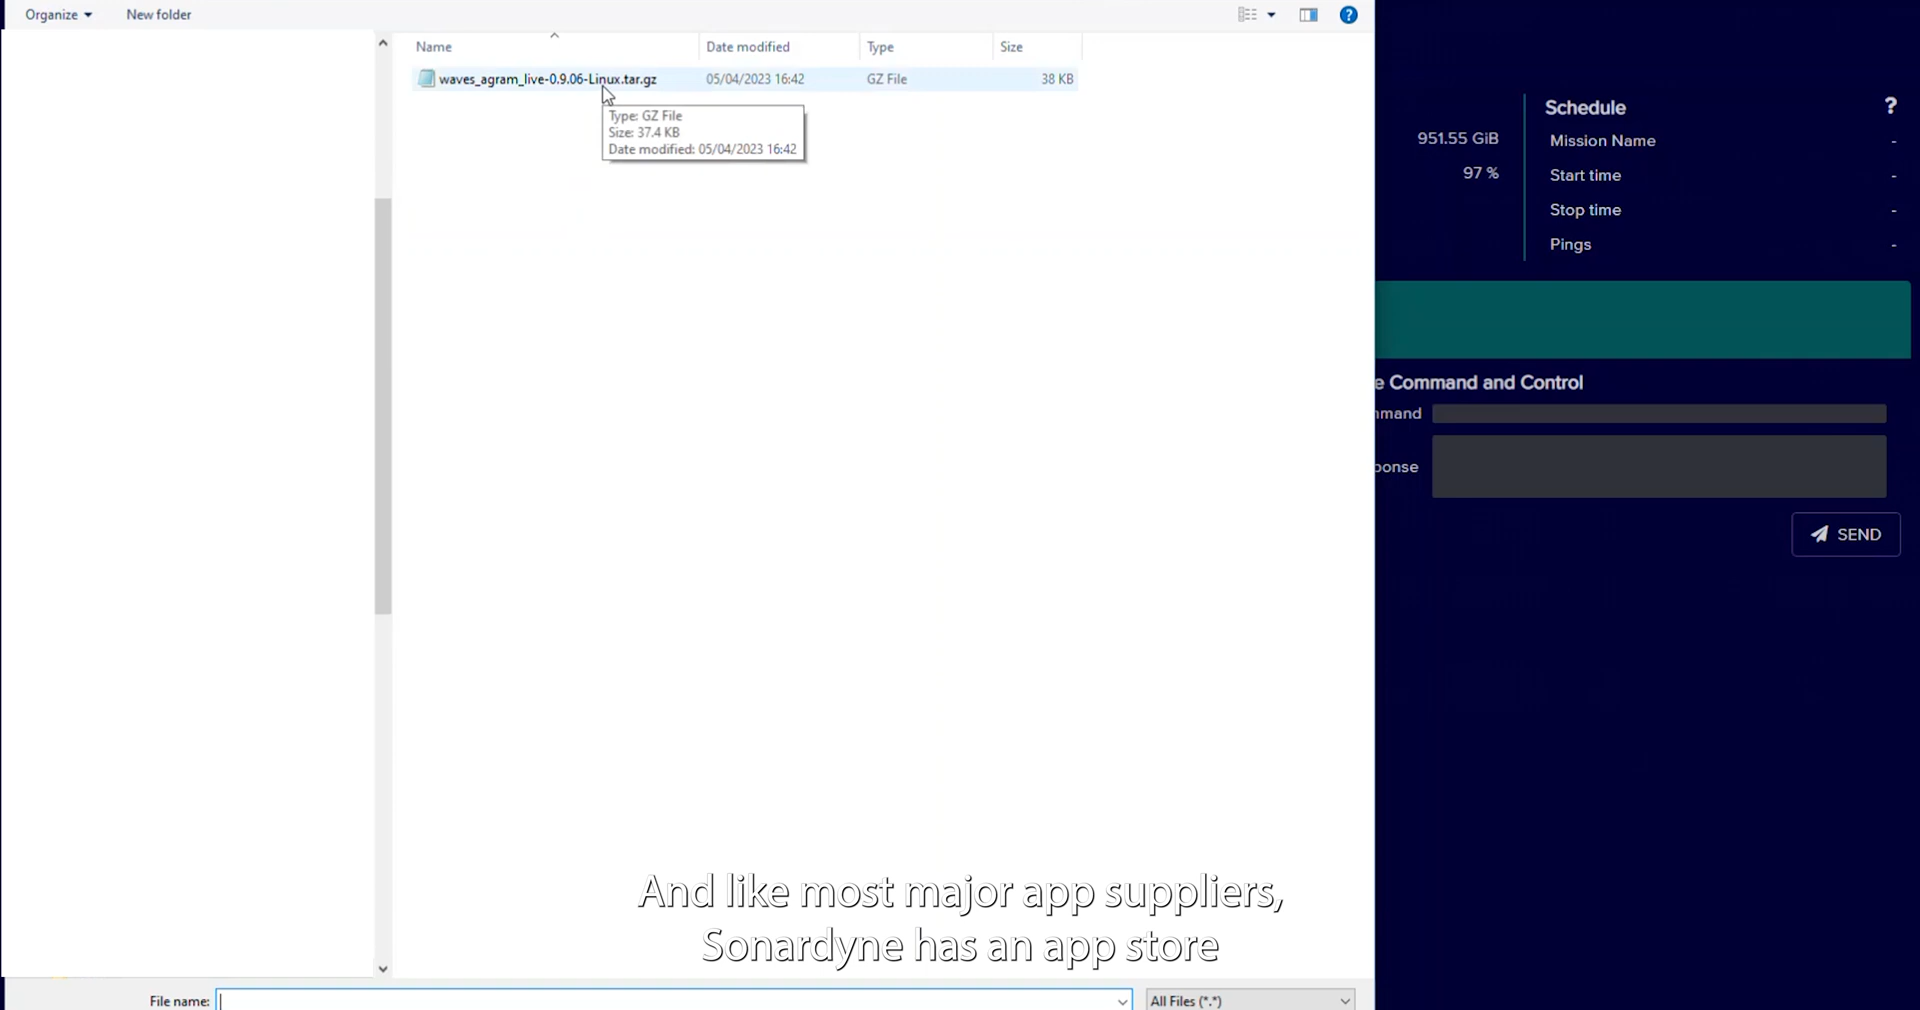 Organize New folder
Name Date modified Type Size
waves_agram_live-0.9.06-Linux.tar.gz 05/04/2023 16:42 GZ File 38 KB
Type: GZ File
Size: 37.4 KB
Date modified: 05/04/2023 16:42
951.55 GiB
97 %
Schedule ?
Mission Name -
Start time -
Stop time -
Pings -
e Command and Control
mmand
ponse
SEND
And like most major app suppliers,
Sonardyne has an app store
File name: All Files (*.*)